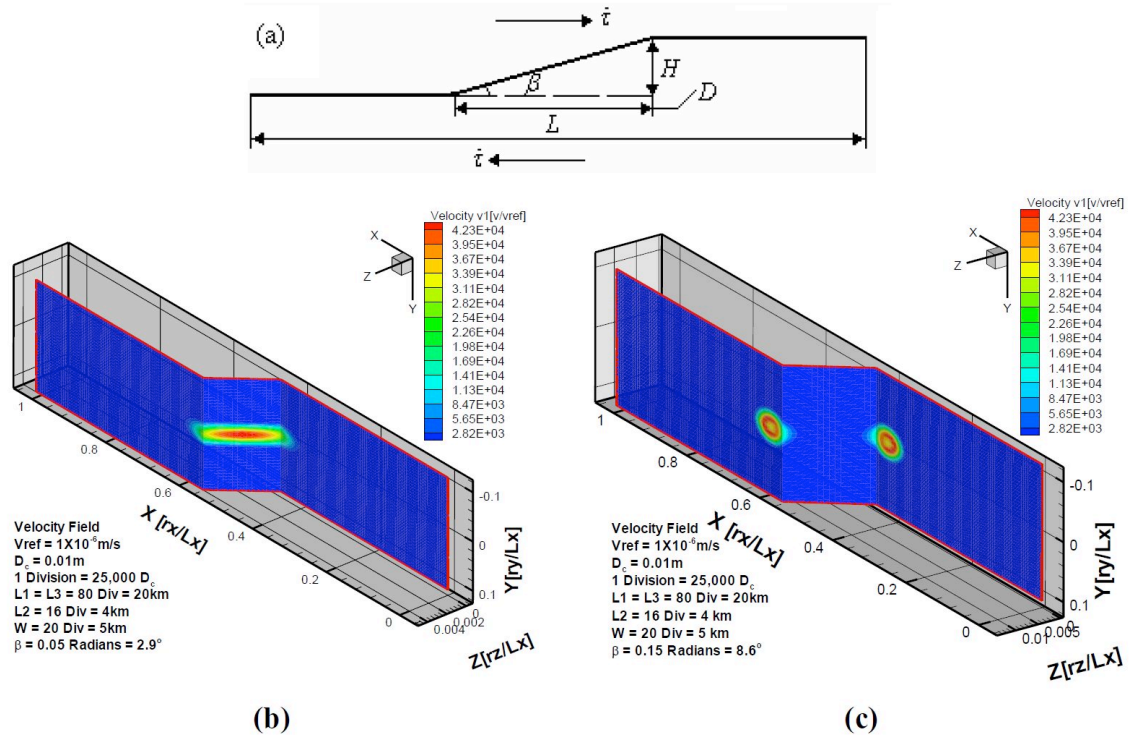 (a)
τ̇
H
β
D
L
τ̇
Velocity v1[v/vref]
4.23E+04
3.95E+04
3.67E+04
3.39E+04
3.11E+04
2.82E+04
2.54E+04
2.26E+04
1.98E+04
1.69E+04
1.41E+04
1.13E+04
8.47E+03
5.65E+03
2.82E+03
X
Z
Y
1
0.8
0.6
0.4
0.2
0
X [rx/Lx]
-0.1
0
0.1
Y[ry/Lx]
0
0.002
0.004
Z[rz/Lx]
Velocity Field
Vref = 1X10⁻⁶m/s
D꜀ = 0.01m
1 Division = 25,000 D꜀
L1 = L3 = 80 Div = 20km
L2 = 16 Div = 4km
W = 20 Div = 5km
β = 0.05 Radians = 2.9°
(b)
Velocity v1[v/vref]
4.23E+04
3.95E+04
3.67E+04
3.39E+04
3.11E+04
2.82E+04
2.54E+04
2.26E+04
1.98E+04
1.69E+04
1.41E+04
1.13E+04
8.47E+03
5.65E+03
2.82E+03
X
Z
Y
1
0.8
0.6
0.4
0.2
0
X [rx/Lx]
-0.1
0
0.1
Y[ry/Lx]
0
0.005
0.01
Z[rz/Lx]
Velocity Field
Vref = 1X10⁻⁶m/s
D꜀ = 0.01m
1 Division = 25,000 D꜀
L1 = L3 = 80 Div = 20km
L2 = 16 Div = 4 km
W = 20 Div = 5 km
β = 0.15 Radians = 8.6°
(c)